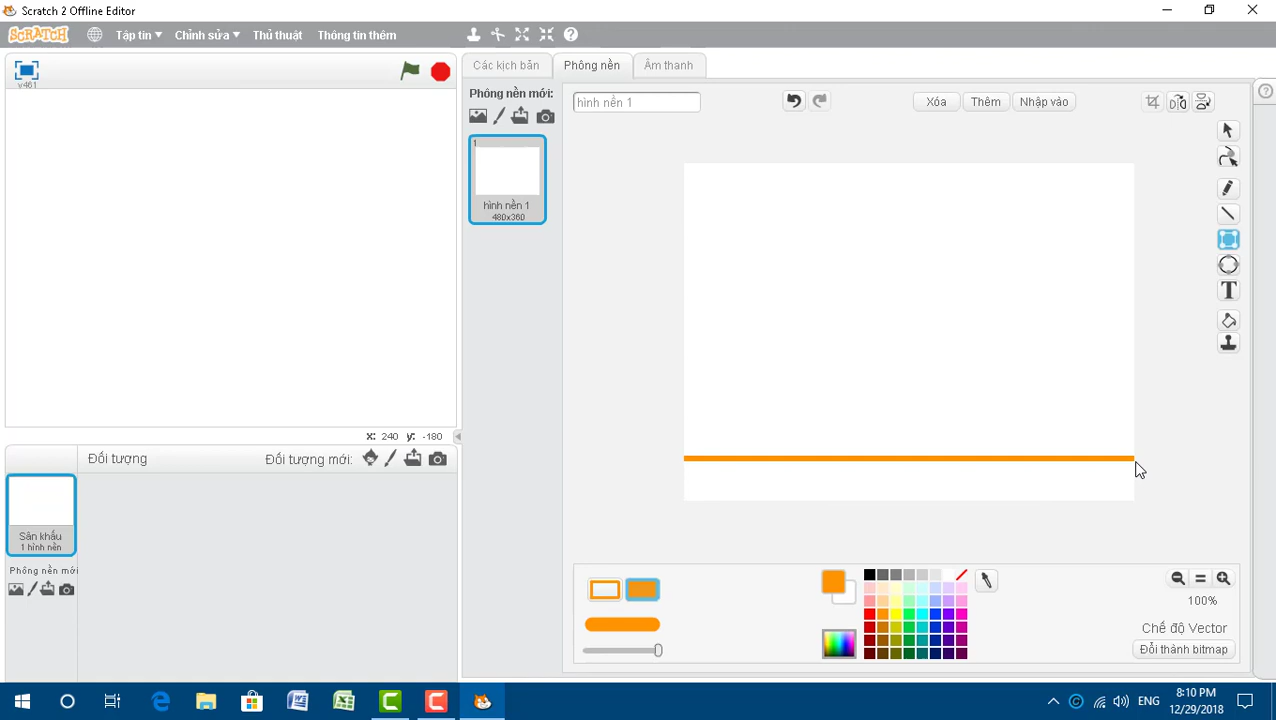 Scratch 2 Offline Editor
SCRATCH Tập tin Chỉnh sửa Thủ thuật Thông tin thêm
v461
Các kịch bản Phông nền Âm thanh
Phông nền mới:
hình nền 1
Xóa Thêm Nhập vào
1
hình nền 1
480x360
T
x: 240 y: -180
Đối tượng Đối tượng mới:
Sân khấu
1 hình nền
Phông nền mới
100%
Chế độ Vector
Đổi thành bitmap
ENG
8:10 PM
12/29/2018